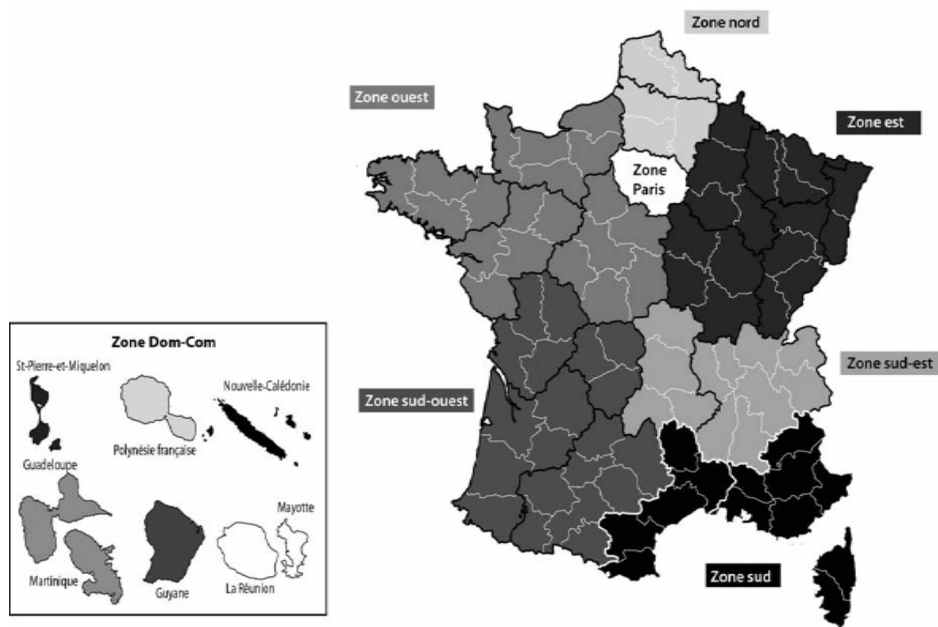 Zone nord
Zone ouest
Zone est
Zone
Paris
Zone Dom-Com
St-Pierre-et-Miquelon
Nouvelle-Calédonie
Zone sud-est
Zone sud-ouest
Polynésie française
Guadeloupe
Mayotte
Martinique
Guyane
La Réunion
Zone sud